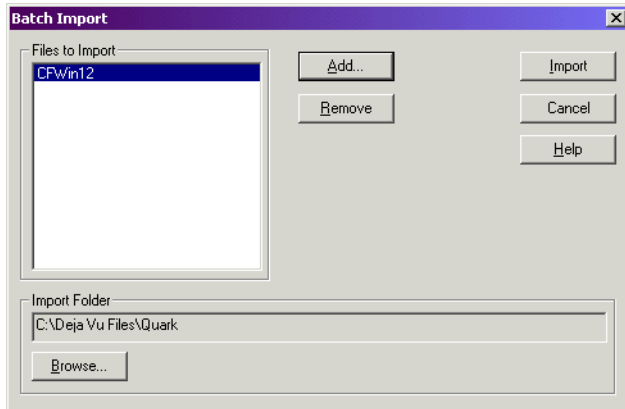 Batch Import
Files to Import
CFWin12
Add...
Import
Remove
Cancel
Help
Import Folder
C:\Deja Vu Files\Quark
Browse...